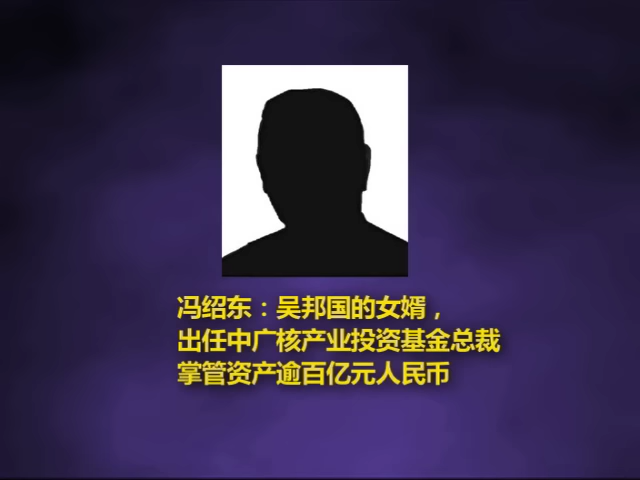 冯绍东：吴邦国的女婿，
出任中广核产业投资基金总裁
掌管资产逾百亿元人民币